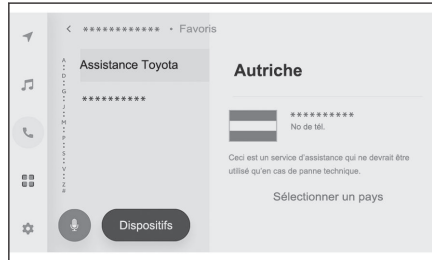 < ************ • Favoris
A
D
G
J
M
P
S
V
Z
#
Assistance Toyota
**********
Autriche
**********
No de tél.
Ceci est un service d'assistance qui ne devrait être
utilisé qu'en cas de panne technique.
Sélectionner un pays
Dispositifs